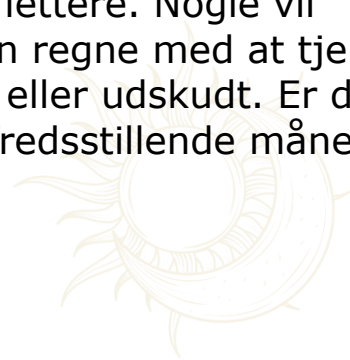 lettere. Nogle vil
n regne med at tje
eller udskudt. Er d
redsstillende måne